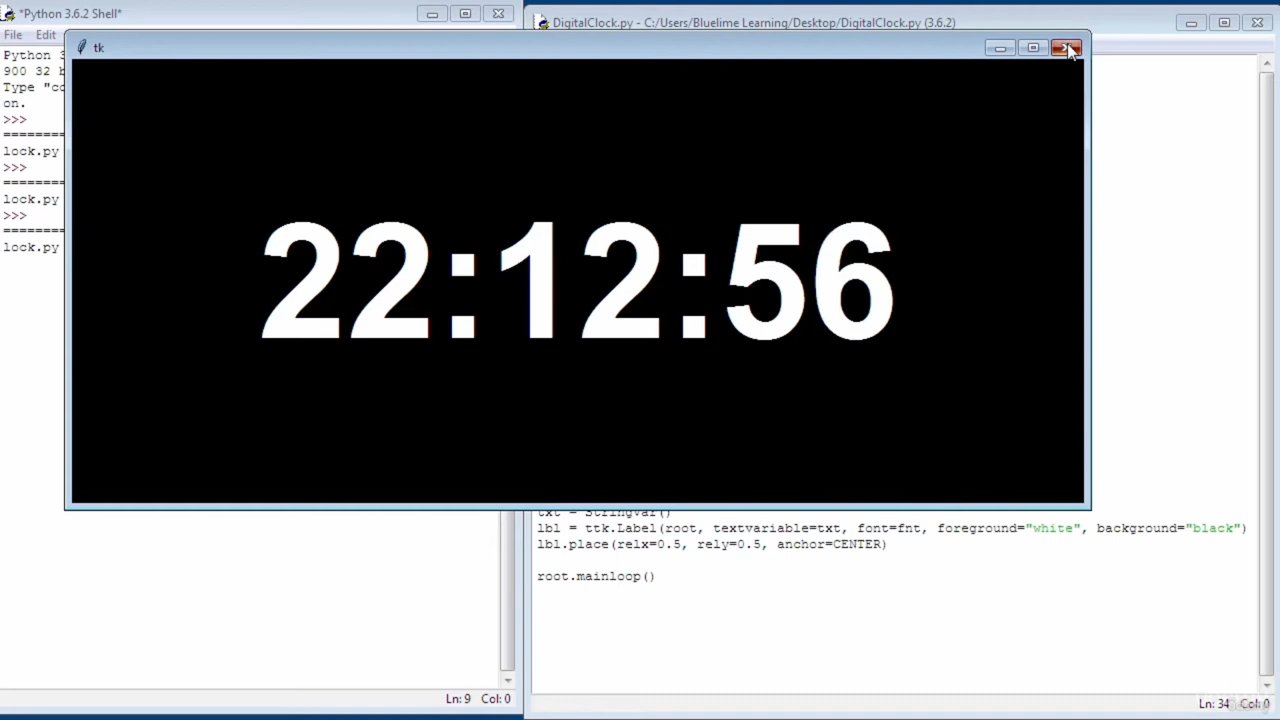 *Python 3.6.2 Shell*
File Edit
Python 3
900 32 b
Type "co
on.
>>>
lock.py
>>>
lock.py
>>>
lock.py
Ln: 9 Col: 0
DigitalClock.py - C:/Users/Bluelime Learning/Desktop/DigitalClock.py (3.6.2)
tk
22:12:56
txt = StringVar()
lbl = ttk.Label(root, textvariable=txt, font=fnt, foreground="white", background="black")
lbl.place(relx=0.5, rely=0.5, anchor=CENTER)
root.mainloop()
Ln: 34 Col: 0